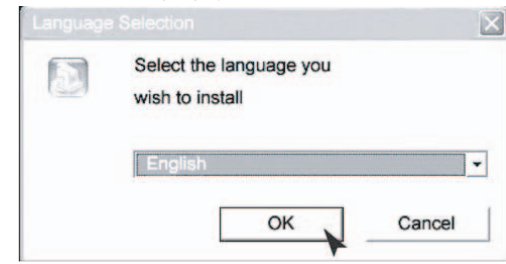 Language Selection
Select the language you
wish to install
English
OK
Cancel